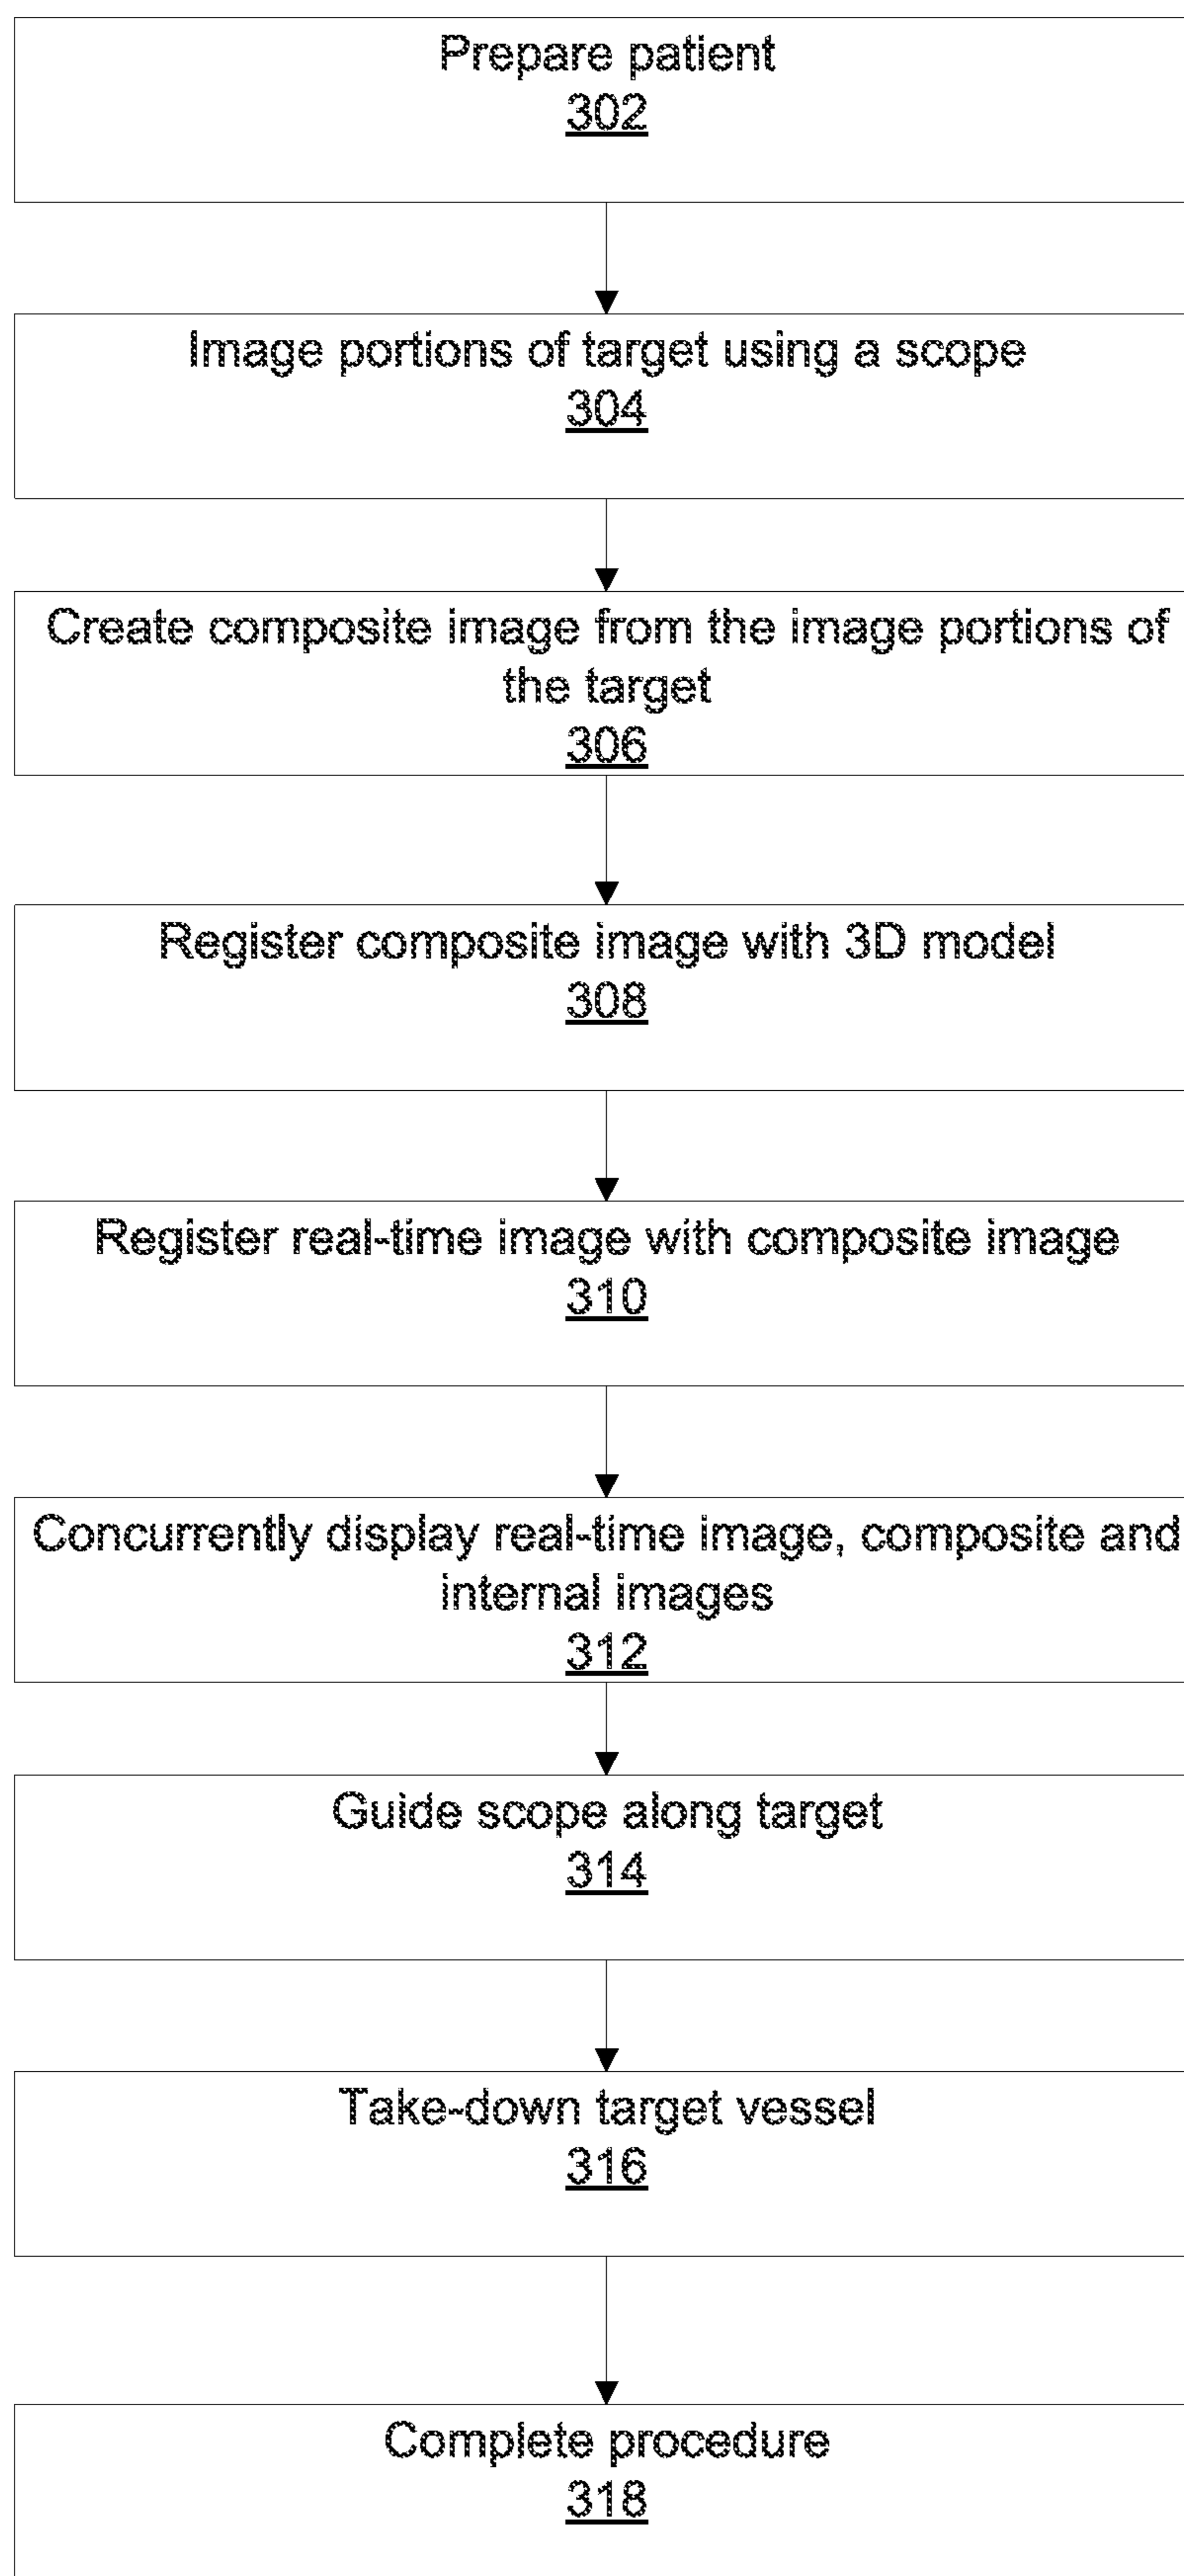 Prepare patient
302
Image portions of target using a scope
304
Create composite image from the image portions of
the target
306
Register composite image with 3D model
308
Register real-time image with composite image
310
Concurrently display real-time image, composite and
internal images
312
Guide scope along target
314
Take-down target vessel
316
Complete procedure
318